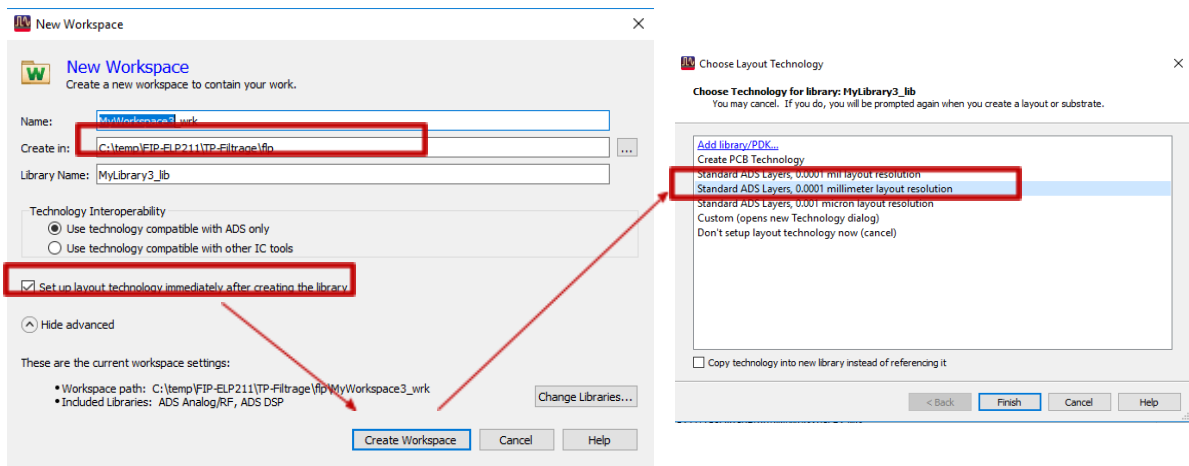 New Workspace
New Workspace
Create a new workspace to contain your work.
Name: MyWorkspace3_wrk
Create in: C:\temp\FIP-ELP211\TP-Filtrage\flp
...
Library Name: MyLibrary3_lib
Technology Interoperability
Use technology compatible with ADS only
Use technology compatible with other IC tools
Set up layout technology immediately after creating the library
Hide advanced
These are the current workspace settings:
• Workspace path: C:\temp\FIP-ELP211\TP-Filtrage\flp\MyWorkspace3_wrk
• Included Libraries: ADS Analog/RF, ADS DSP
Change Libraries...
Create Workspace Cancel Help
Choose Layout Technology
Choose Technology for library: MyLibrary3_lib
You may cancel. If you do, you will be prompted again when you create a layout or substrate.
Add library/PDK...
Create PCB Technology
Standard ADS Layers, 0.0001 mil layout resolution
Standard ADS Layers, 0.0001 millimeter layout resolution
Standard ADS Layers, 0.001 micron layout resolution
Custom (opens new Technology dialog)
Don't setup layout technology now (cancel)
Copy technology into new library instead of referencing it
< Back Finish Cancel Help